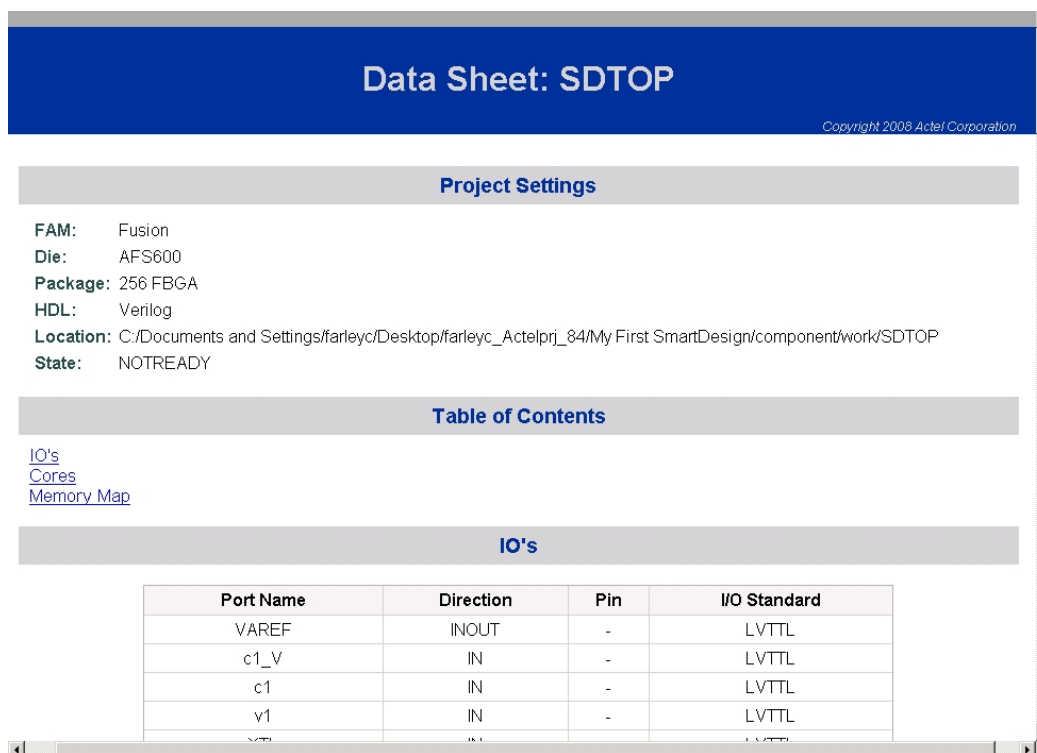 Data Sheet: SDTOP
Copyright 2008 Actel Corporation
Project Settings
FAM: Fusion
Die: AFS600
Package: 256 FBGA
HDL: Verilog
Location: C:/Documents and Settings/farleyc/Desktop/farleyc_Actelprj_84/My First SmartDesign/component/work/SDTOP
State: NOTREADY
Table of Contents
IO's
Cores
Memory Map
IO's
Port Name Direction Pin I/O Standard
VAREF INOUT - LVTTL
c1_V IN - LVTTL
c1 IN - LVTTL
v1 IN - LVTTL